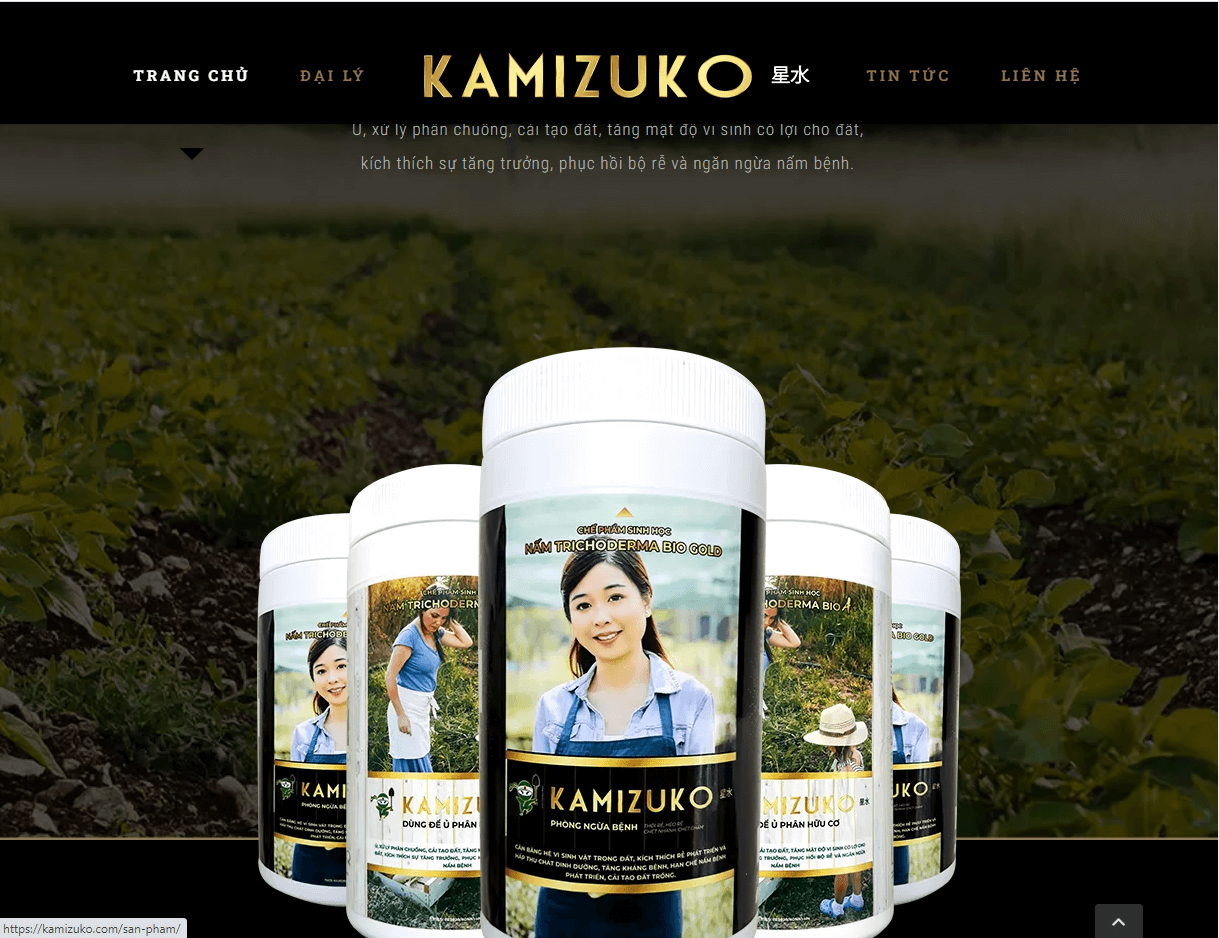 TRANG CHỦ
ĐẠI LÝ
KAMIZUKO 星水
TIN TỨC
LIÊN HỆ
Ủ, xử lý phân chuồng, cải tạo đất, tăng mật độ vi sinh có lợi cho đất,
kích thích sự tăng trưởng, phục hồi bộ rễ và ngăn ngừa nấm bệnh.
CHẾ PHẨM SINH HỌC
NẤM TRICHODERMA BIO GOLD
KAMIZUKO 星水
PHÒNG NGỪA BỆNH
CÂN BẰNG HỆ VI SINH VẬT TRONG ĐẤT, KÍCH THÍCH RỄ PHÁT TRIỂN VÀ
HẤP THU CHẤT DINH DƯỠNG, TĂNG KHÁNG BỆNH, HẠN CHẾ NẤM BỆNH
PHÁT TRIỂN, CẢI TẠO ĐẤT TRỒNG.
CHẾ PHẨM SINH
NẤM TRICHODERM
KAMIZU
DÙNG ĐỂ Ủ PHÂN
SINH HỌC
HODERMA BIO
MIZUKO 星水
ĐỂ Ủ PHÂN HỮU CƠ
CHẾ PHẨM
NẤM TRICHODE
KAMI
PHÒNG NGỪA BỆ
HỌC
A BIO GOLD
UKO 星水
https://kamizuko.com/san-pham/